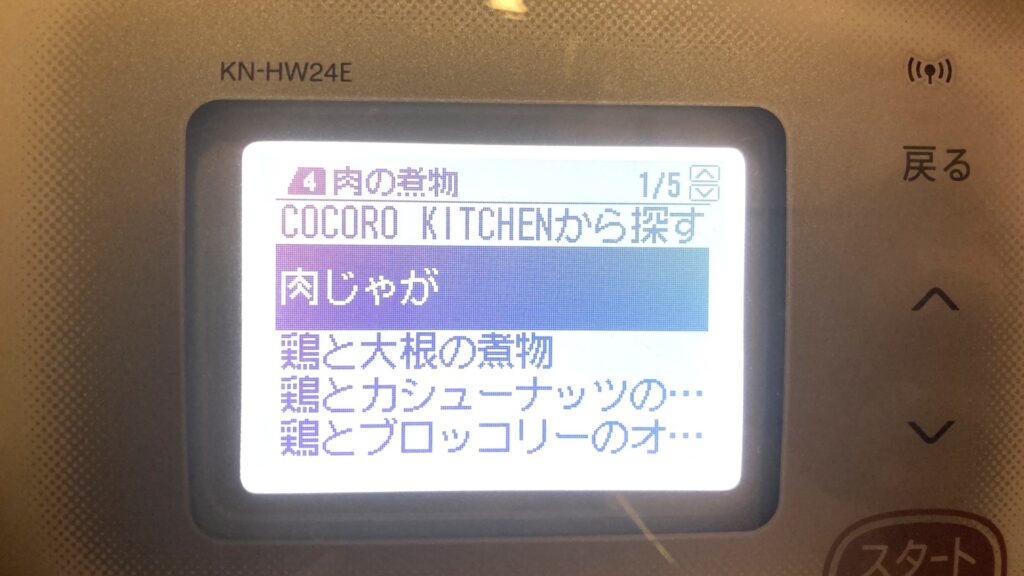 KN-HW24E
4 肉の煮物 1/5
COCORO KITCHENから探す
肉じゃが
鶏と大根の煮物
鶏とカシューナッツの…
鶏とブロッコリーのオ…
戻る
スタート